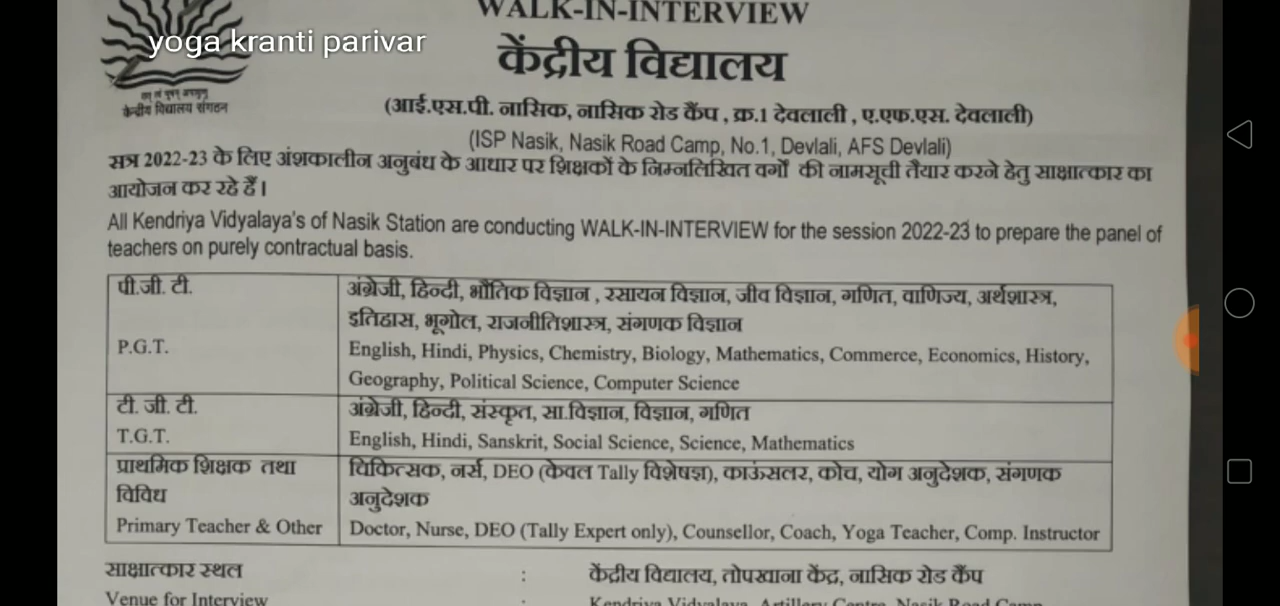 WALK-IN-INTERVIEW
yoga kranti parivar
केंद्रीय विद्यालय
केन्द्रीय विद्यालय संगठन
(आई.एस.पी. नासिक, नासिक रोड कैंप , क्र.1 देवलाली , ए.एफ.एस. देवलाली)
(ISP Nasik, Nasik Road Camp, No.1, Devlali, AFS Devlali)
सत्र 2022-23 के लिए अंशकालीन अनुबंध के आधार पर शिक्षकों के निम्नलिखित वर्गों की नामसूची तैयार करने हेतु साक्षात्कार का
आयोजन कर रहे हैं।
All Kendriya Vidyalaya's of Nasik Station are conducting WALK-IN-INTERVIEW for the session 2022-23 to prepare the panel of
teachers on purely contractual basis.
पी.जी. टी.
P.G.T.
अंग्रेजी, हिन्दी, भौतिक विज्ञान , रसायन विज्ञान, जीव विज्ञान, गणित, वाणिज्य, अर्थशास्त्र,
इतिहास, भूगोल, राजनीतिशास्त्र, संगणक विज्ञान
English, Hindi, Physics, Chemistry, Biology, Mathematics, Commerce, Economics, History,
Geography, Political Science, Computer Science
टी. जी. टी.
T.G.T.
अंग्रेजी, हिन्दी, संस्कृत, सा.विज्ञान, विज्ञान, गणित
English, Hindi, Sanskrit, Social Science, Science, Mathematics
प्राथमिक शिक्षक तथा
विविध
Primary Teacher & Other
चिकित्सक, नर्स, DEO (केवल Tally विशेषज्ञ), काऊंसलर, कोच, योग अनुदेशक, संगणक
अनुदेशक
Doctor, Nurse, DEO (Tally Expert only), Counsellor, Coach, Yoga Teacher, Comp. Instructor
साक्षात्कार स्थल : केंद्रीय विद्यालय, तोपखाना केंद्र, नासिक रोड कैंप
Venue for Interview : Kendriya Vidyalaya, Artillery Centre, Nasik Road Camp